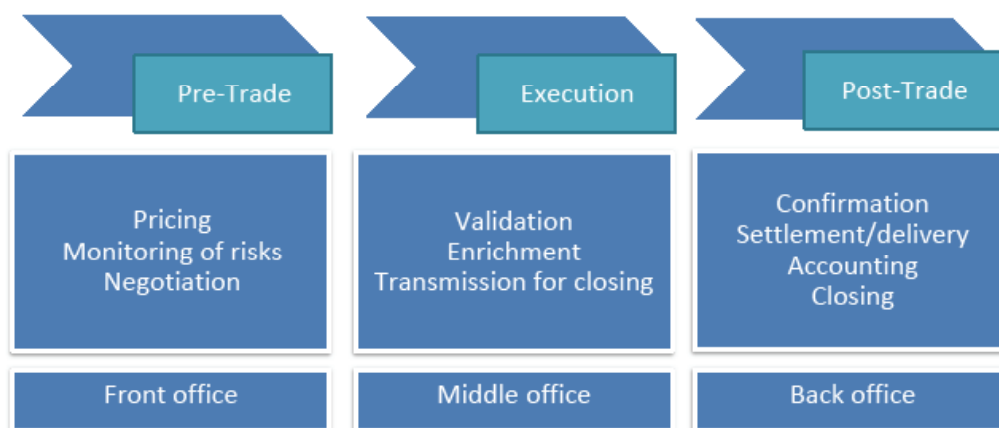 Pre-Trade
Execution
Post-Trade
Pricing
Monitoring of risks
Negotiation
Validation
Enrichment
Transmission for closing
Confirmation
Settlement/delivery
Accounting
Closing
Front office
Middle office
Back office